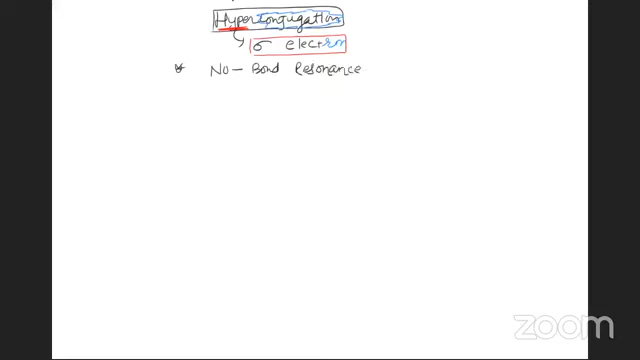 Hyperconjugation
σ electron
* No - Bond Resonance
zoom